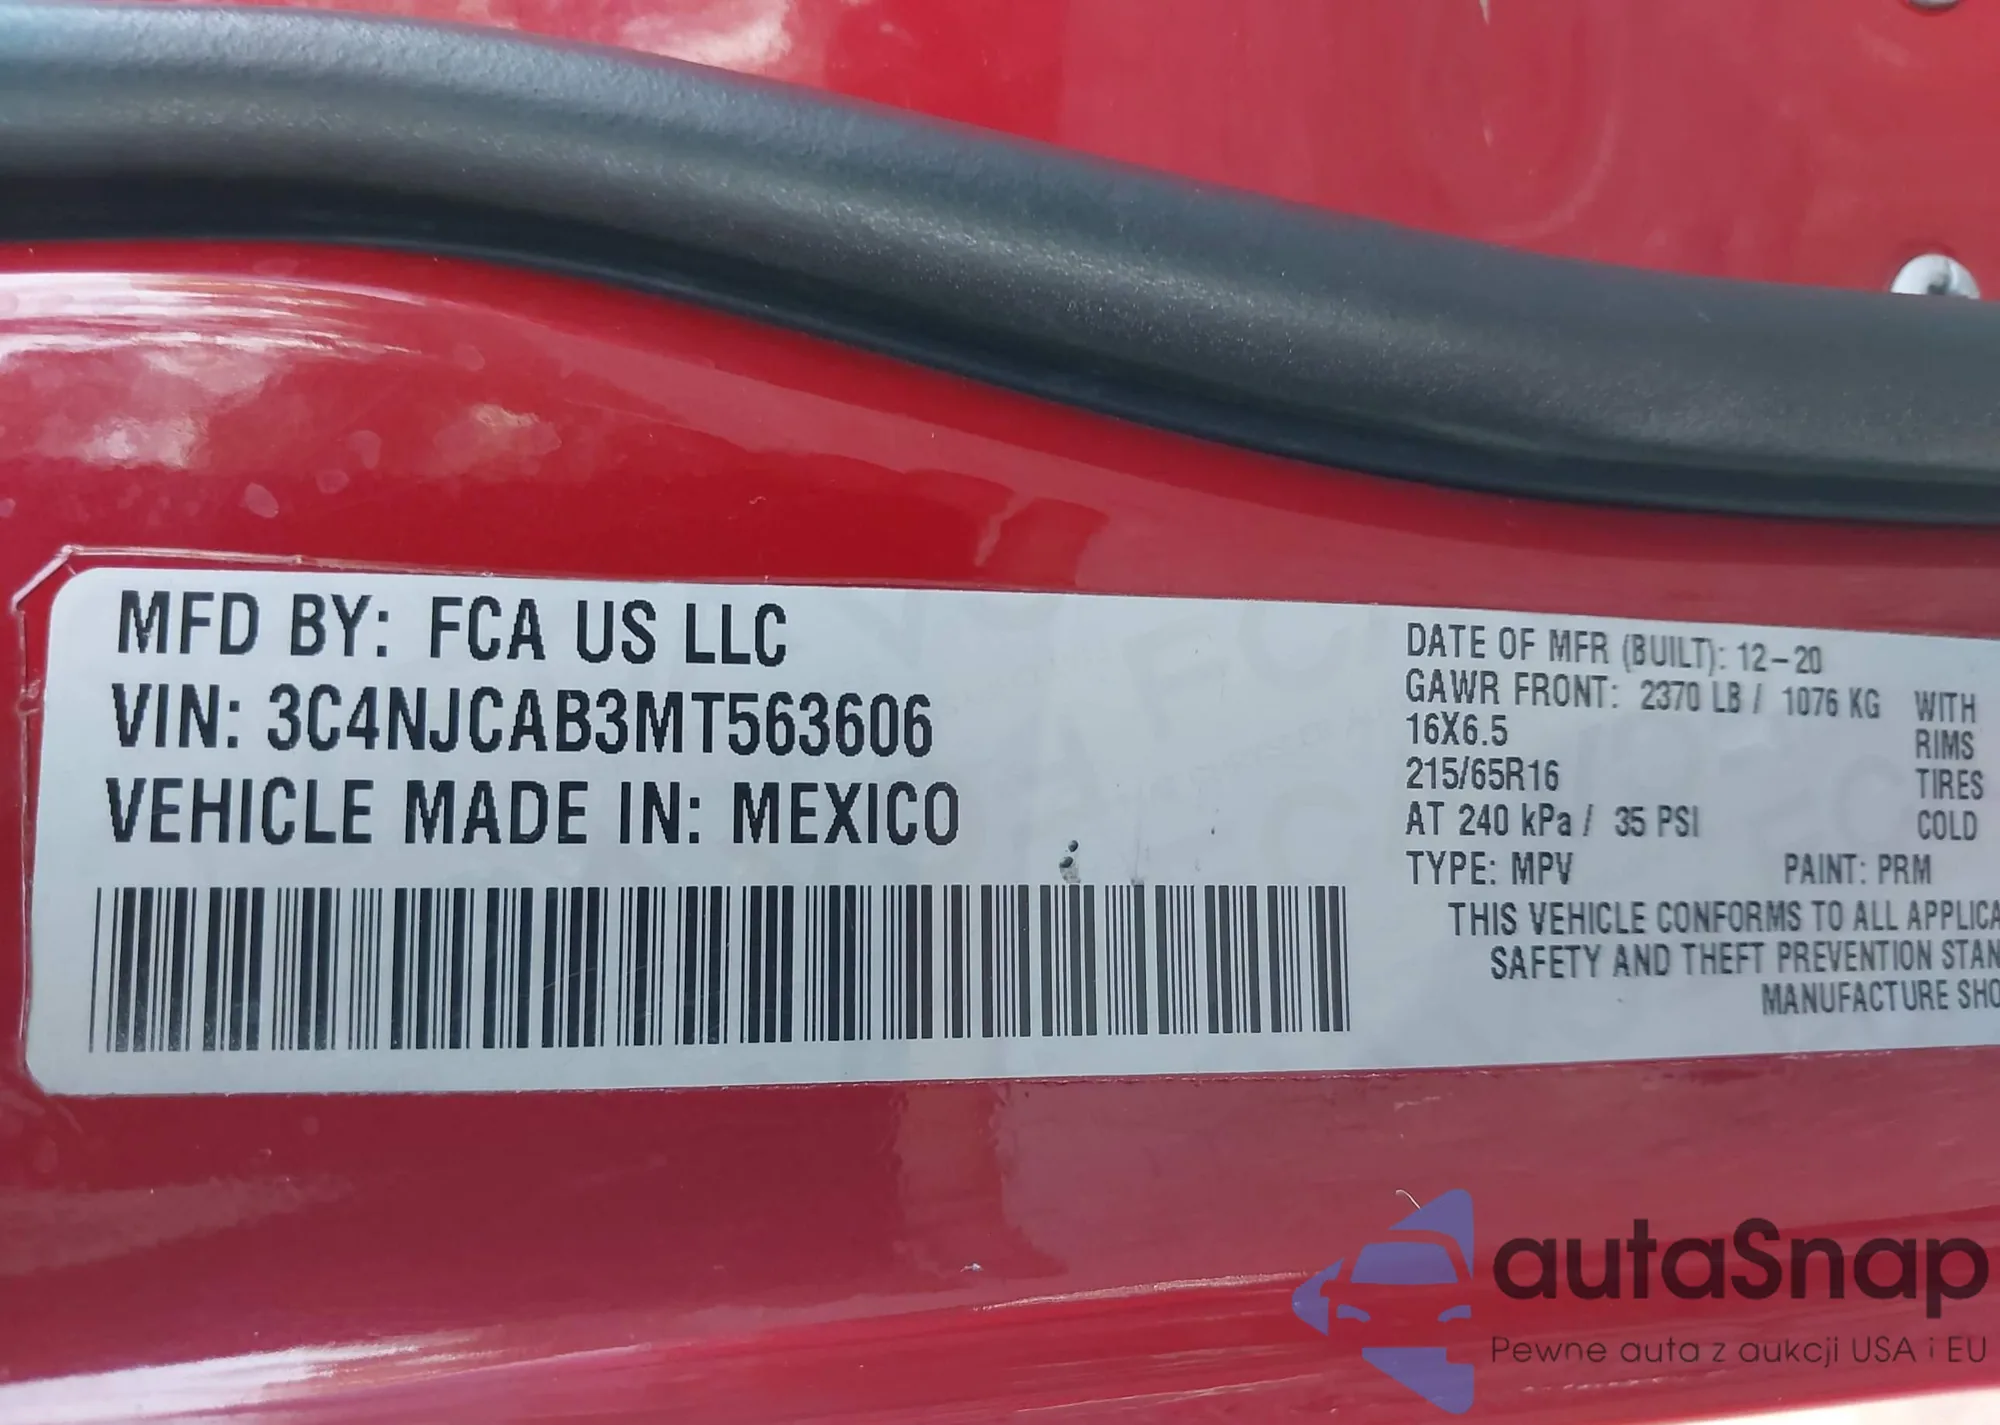 MFD BY: FCA US LLC
VIN: 3C4NJCAB3MT563606
VEHICLE MADE IN: MEXICO
DATE OF MFR (BUILT): 12-20
GAWR FRONT: 2370 LB / 1076 KG WITH
16X6.5 RIMS
215/65R16 TIRES
AT 240 kPa / 35 PSI COLD
TYPE: MPV PAINT: PRM
THIS VEHICLE CONFORMS TO ALL APPLICA
SAFETY AND THEFT PREVENTION STAN
MANUFACTURE SHO
autaSnap
Pewne auta z aukcji USA i EU